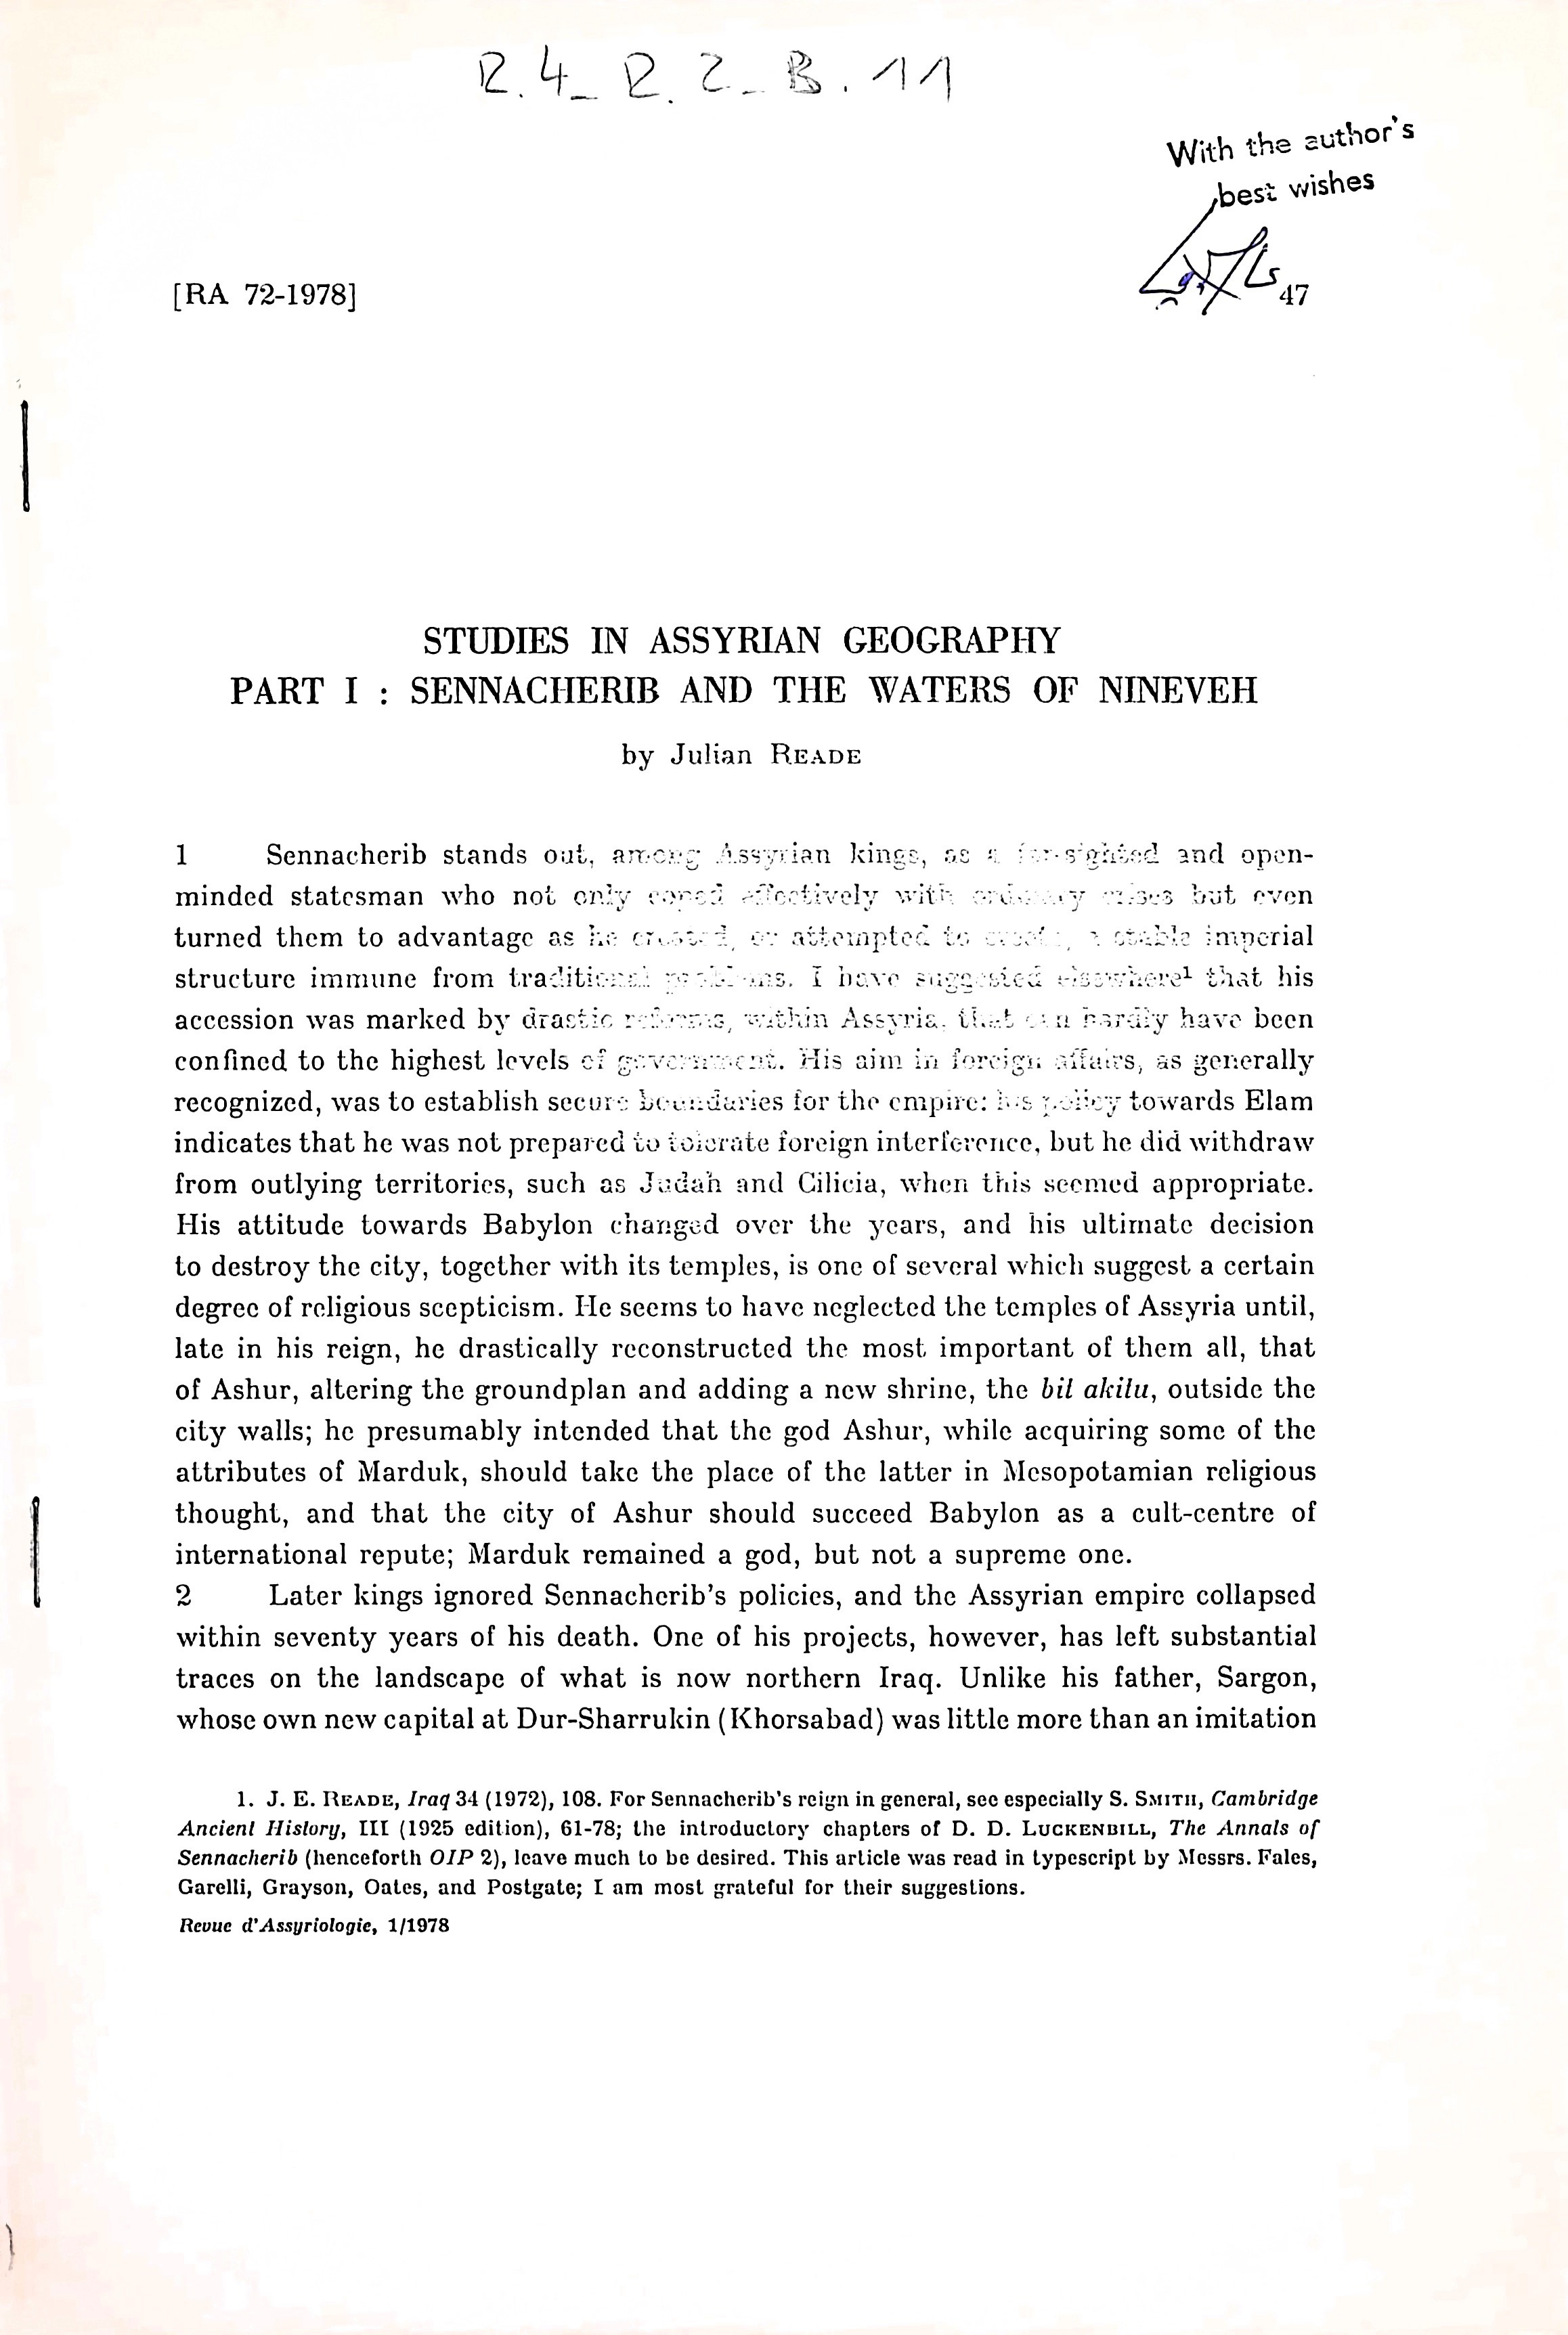 R.4_ R.2_B.11
With the author's
best wishes
[RA 72-1978]
47
STUDIES IN ASSYRIAN GEOGRAPHY
PART I : SENNACHERIB AND THE WATERS OF NINEVEH
by Julian READE
1 Sennacherib stands out, among Assyrian kings, as a far-sighted and open-
minded statesman who not only coped effectively with ordinary crises but even
turned them to advantage as he created, or attempted to create, a stable imperial
structure immune from traditional problems. I have suggested elsewhere¹ that his
accession was marked by drastic reforms, within Assyria, that can hardly have been
confined to the highest levels of government. His aim in foreign affairs, as generally
recognized, was to establish secure boundaries for the empire: his policy towards Elam
indicates that he was not prepared to tolerate foreign interference, but he did withdraw
from outlying territories, such as Judah and Cilicia, when this seemed appropriate.
His attitude towards Babylon changed over the years, and his ultimate decision
to destroy the city, together with its temples, is one of several which suggest a certain
degree of religious scepticism. He seems to have neglected the temples of Assyria until,
late in his reign, he drastically reconstructed the most important of them all, that
of Ashur, altering the groundplan and adding a new shrine, the bit akitu, outside the
city walls; he presumably intended that the god Ashur, while acquiring some of the
attributes of Marduk, should take the place of the latter in Mesopotamian religious
thought, and that the city of Ashur should succeed Babylon as a cult-centre of
international repute; Marduk remained a god, but not a supreme one.
2 Later kings ignored Sennacherib's policies, and the Assyrian empire collapsed
within seventy years of his death. One of his projects, however, has left substantial
traces on the landscape of what is now northern Iraq. Unlike his father, Sargon,
whose own new capital at Dur-Sharrukin (Khorsabad) was little more than an imitation
1. J. E. READE, Iraq 34 (1972), 108. For Sennacherib's reign in general, see especially S. SMITH, Cambridge
Ancient History, III (1925 edition), 61-78; the introductory chapters of D. D. LUCKENBILL, The Annals of
Sennacherib (henceforth OIP 2), leave much to be desired. This article was read in typescript by Messrs. Fales,
Garelli, Grayson, Oates, and Postgate; I am most grateful for their suggestions.
Revue d'Assyriologie, 1/1978